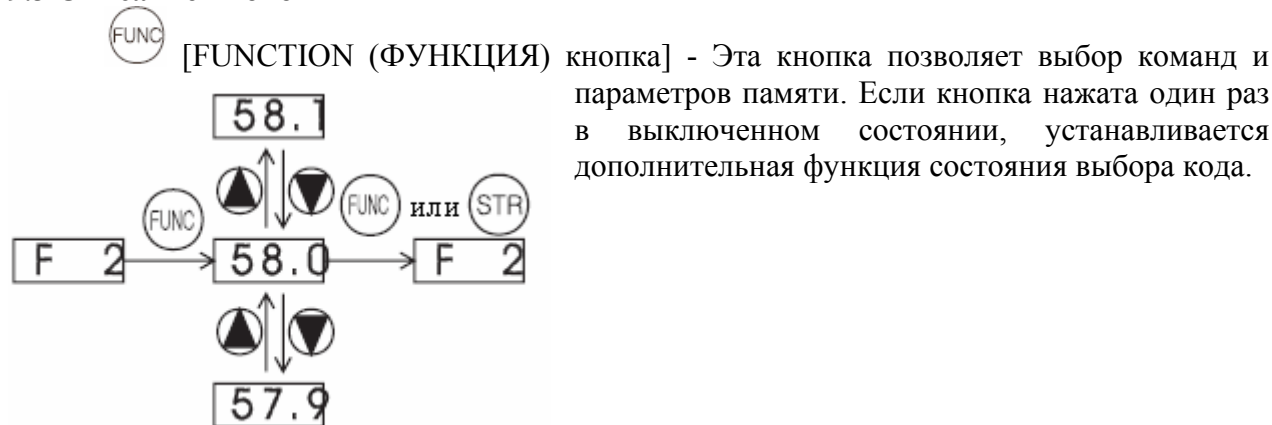 FUNC
[FUNCTION (ФУНКЦИЯ) кнопка] - Эта кнопка позволяет выбор команд и
параметров памяти. Если кнопка нажата один раз
в выключенном состоянии, устанавливается
дополнительная функция состояния выбора кода.
58.1
FUNC
FUNC или STR
F 2
58.0
F 2
57.9